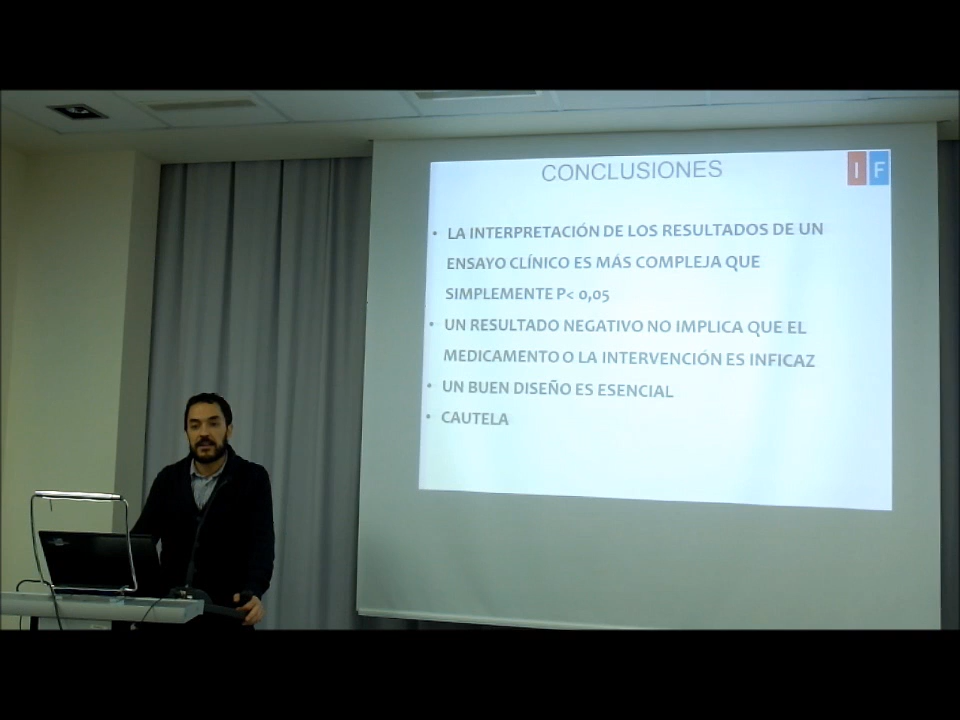 CONCLUSIONES
I F
• LA INTERPRETACIÓN DE LOS RESULTADOS DE UN
ENSAYO CLÍNICO ES MÁS COMPLEJA QUE
SIMPLEMENTE P< 0,05
• UN RESULTADO NEGATIVO NO IMPLICA QUE EL
MEDICAMENTO O LA INTERVENCIÓN ES INFICAZ
• UN BUEN DISEÑO ES ESENCIAL
• CAUTELA